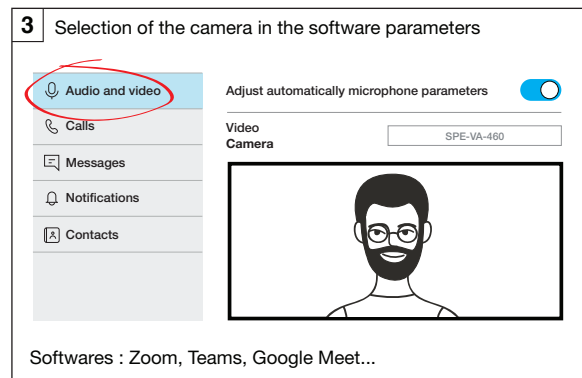 3 Selection of the camera in the software parameters
Audio and video
Calls
Messages
Notifications
Contacts
Adjust automatically microphone parameters
Video
Camera
SPE-VA-460
Softwares : Zoom, Teams, Google Meet...